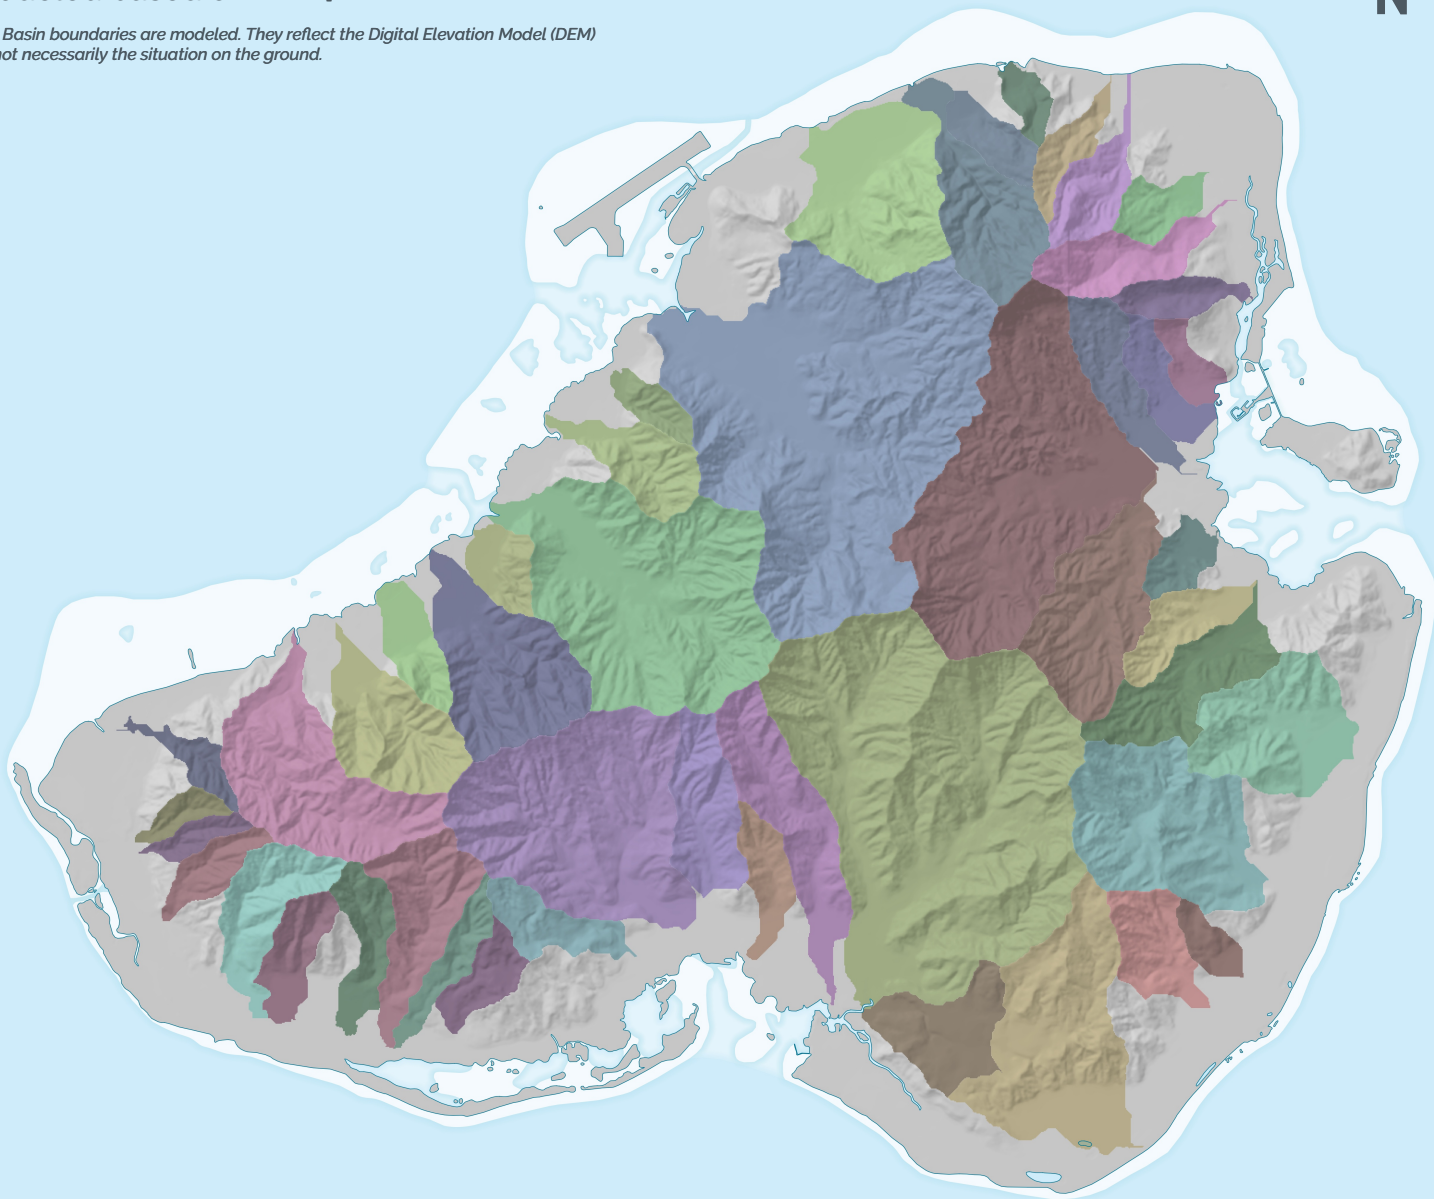 N
Basin boundaries are modeled. They reflect the Digital Elevation Model (DEM)
not necessarily the situation on the ground.